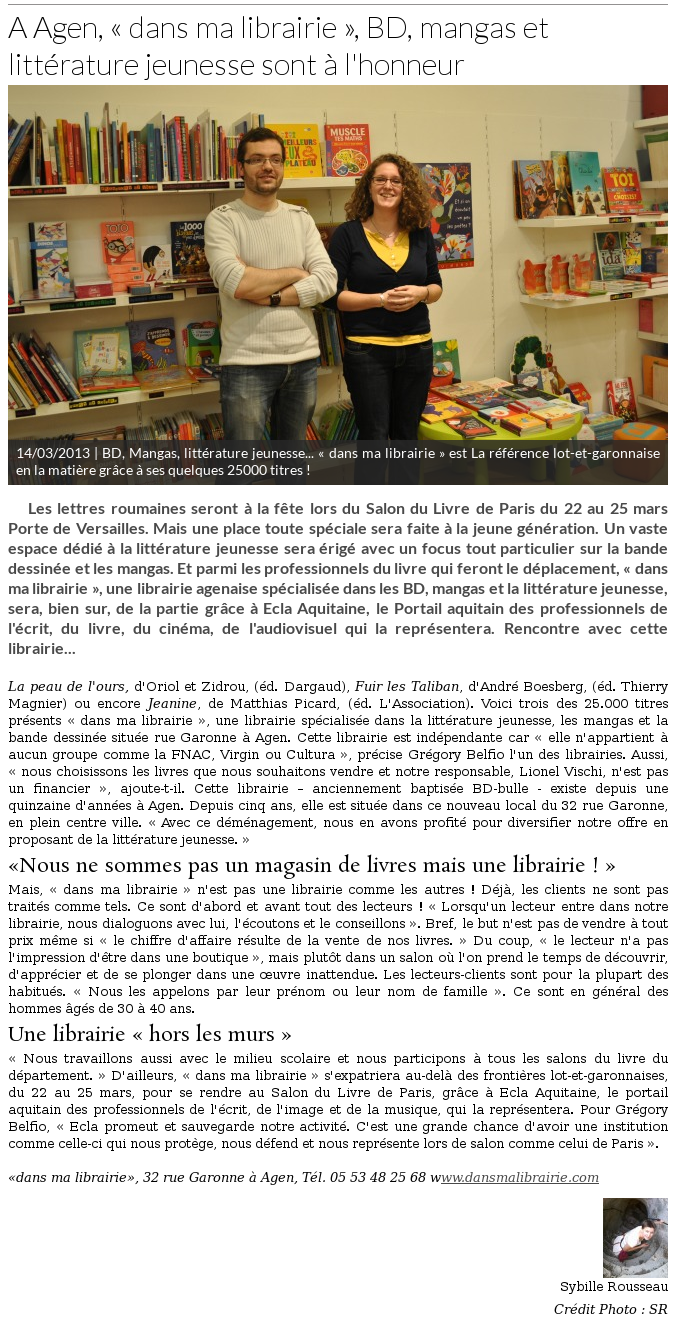 A Agen, « dans ma librairie », BD, mangas et
littérature jeunesse sont à l'honneur
MUSCLE
TES MATHS
TOTO
1000
TOI
ida
14/03/2013 | BD, Mangas, littérature jeunesse... « dans ma librairie » est La référence lot-et-garonnaise
en la matière grâce à ses quelques 25000 titres !
Les lettres roumaines seront à la fête lors du Salon du Livre de Paris du 22 au 25 mars
Porte de Versailles. Mais une place toute spéciale sera faite à la jeune génération. Un vaste
espace dédié à la littérature jeunesse sera érigé avec un focus tout particulier sur la bande
dessinée et les mangas. Et parmi les professionnels du livre qui feront le déplacement, « dans
ma librairie », une librairie agenaise spécialisée dans les BD, mangas et la littérature jeunesse,
sera, bien sur, de la partie grâce à Ecla Aquitaine, le Portail aquitain des professionnels de
l'écrit, du livre, du cinéma, de l'audiovisuel qui la représentera. Rencontre avec cette
librairie...
La peau de l'ours, d'Oriol et Zidrou, (éd. Dargaud), Fuir les Taliban, d'André Boesberg, (éd. Thierry
Magnier) ou encore Jeanine, de Matthias Picard, (éd. L'Association). Voici trois des 25.000 titres
présents « dans ma librairie », une librairie spécialisée dans la littérature jeunesse, les mangas et la
bande dessinée située rue Garonne à Agen. Cette librairie est indépendante car « elle n'appartient à
aucun groupe comme la FNAC, Virgin ou Cultura », précise Grégory Belfio l'un des librairies. Aussi,
« nous choisissons les livres que nous souhaitons vendre et notre responsable, Lionel Vischi, n'est pas
un financier », ajoute-t-il. Cette librairie – anciennement baptisée BD-bulle - existe depuis une
quinzaine d'années à Agen. Depuis cinq ans, elle est située dans ce nouveau local du 32 rue Garonne,
en plein centre ville. « Avec ce déménagement, nous en avons profité pour diversifier notre offre en
proposant de la littérature jeunesse. »
«Nous ne sommes pas un magasin de livres mais une librairie ! »
Mais, « dans ma librairie » n'est pas une librairie comme les autres ! Déjà, les clients ne sont pas
traités comme tels. Ce sont d'abord et avant tout des lecteurs ! « Lorsqu'un lecteur entre dans notre
librairie, nous dialoguons avec lui, l'écoutons et le conseillons ». Bref, le but n'est pas de vendre à tout
prix même si « le chiffre d'affaire résulte de la vente de nos livres. » Du coup, « le lecteur n'a pas
l'impression d'être dans une boutique », mais plutôt dans un salon où l'on prend le temps de découvrir,
d'apprécier et de se plonger dans une œuvre inattendue. Les lecteurs-clients sont pour la plupart des
habitués. « Nous les appelons par leur prénom ou leur nom de famille ». Ce sont en général des
hommes âgés de 30 à 40 ans.
Une librairie « hors les murs »
« Nous travaillons aussi avec le milieu scolaire et nous participons à tous les salons du livre du
département. » D'ailleurs, « dans ma librairie » s'expatriera au-delà des frontières lot-et-garonnaises,
du 22 au 25 mars, pour se rendre au Salon du Livre de Paris, grâce à Ecla Aquitaine, le portail
aquitain des professionnels de l'écrit, de l'image et de la musique, qui la représentera. Pour Grégory
Belfio, « Ecla promeut et sauvegarde notre activité. C'est une grande chance d'avoir une institution
comme celle-ci qui nous protège, nous défend et nous représente lors de salon comme celui de Paris ».
«dans ma librairie», 32 rue Garonne à Agen, Tél. 05 53 48 25 68 www.dansmalibrairie.com
Sybille Rousseau
Crédit Photo : SR